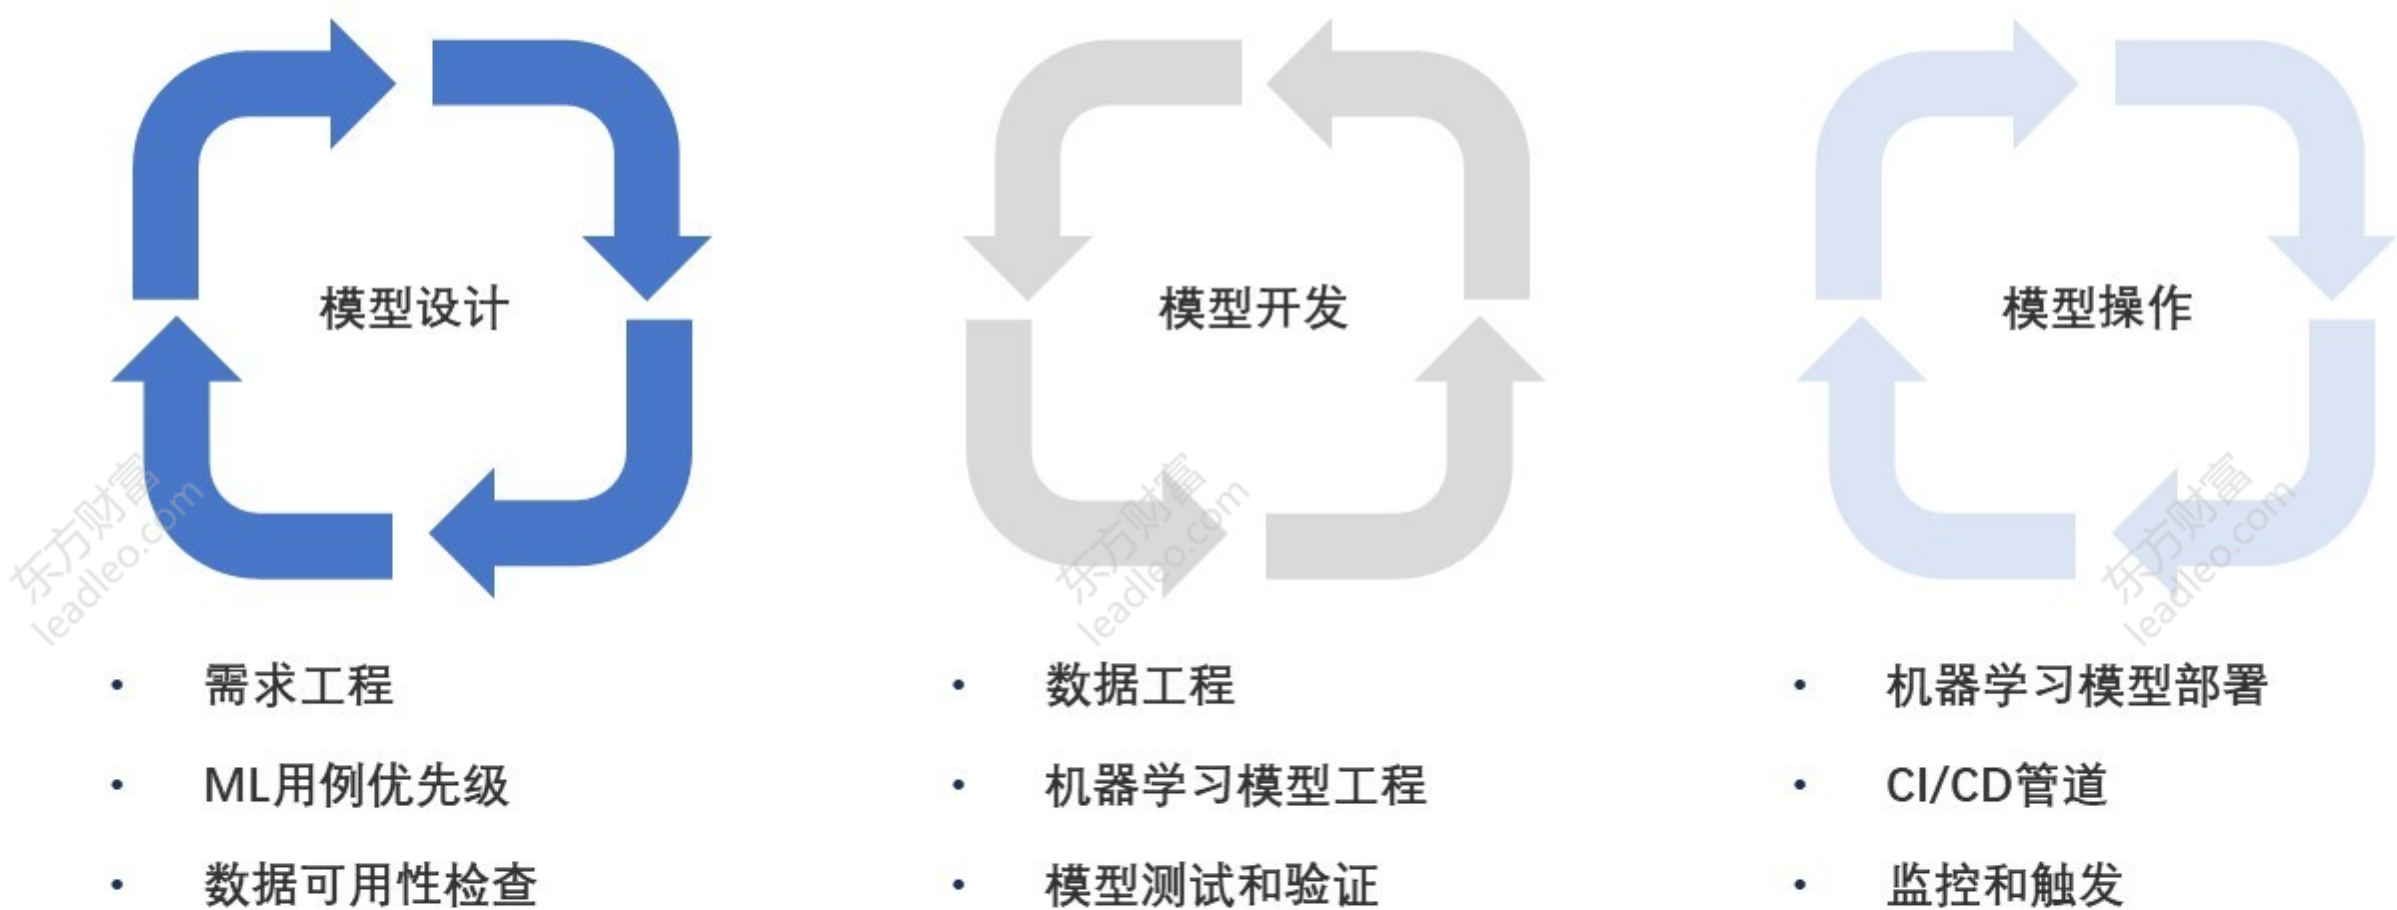 模型设计
模型开发
模型操作
东方财富
leadleo.com
东方财富
leadleo.com
东方财富
leadleo.com
• 需求工程
• ML用例优先级
• 数据可用性检查
• 数据工程
• 机器学习模型工程
• 模型测试和验证
• 机器学习模型部署
• CI/CD管道
• 监控和触发